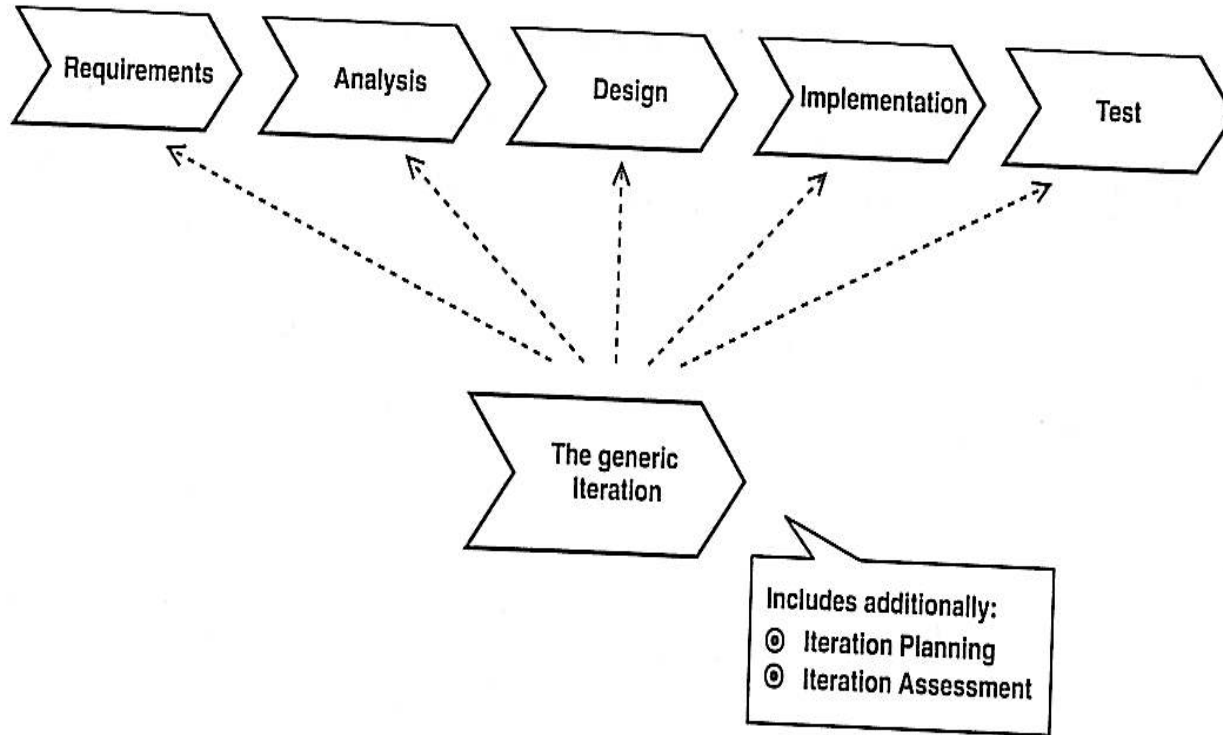 Requirements
Analysis
Design
Implementation
Test
The generic
Iteration
Includes additionally:
Iteration Planning
Iteration Assessment